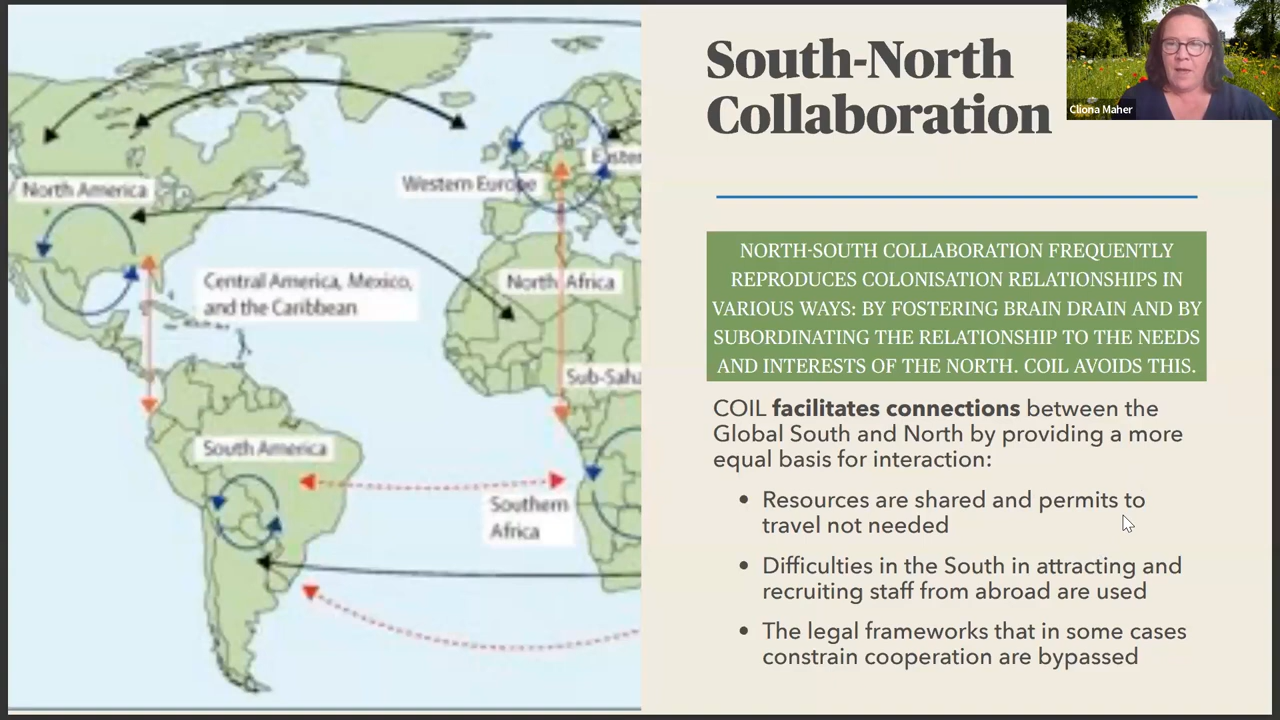 South-North
Collaboration
Cliona Maher
NORTH-SOUTH COLLABORATION FREQUENTLY
REPRODUCES COLONISATION RELATIONSHIPS IN
VARIOUS WAYS: BY FOSTERING BRAIN DRAIN AND BY
SUBORDINATING THE RELATIONSHIP TO THE NEEDS
AND INTERESTS OF THE NORTH. COIL AVOIDS THIS.
COIL facilitates connections between the
Global South and North by providing a more
equal basis for interaction:
• Resources are shared and permits to
travel not needed
• Difficulties in the South in attracting and
recruiting staff from abroad are used
• The legal frameworks that in some cases
constrain cooperation are bypassed
North America
Western Europe
Easter
Central America, Mexico,
and the Caribbean
North Africa
Sub-Saha
South America
Southern
Africa